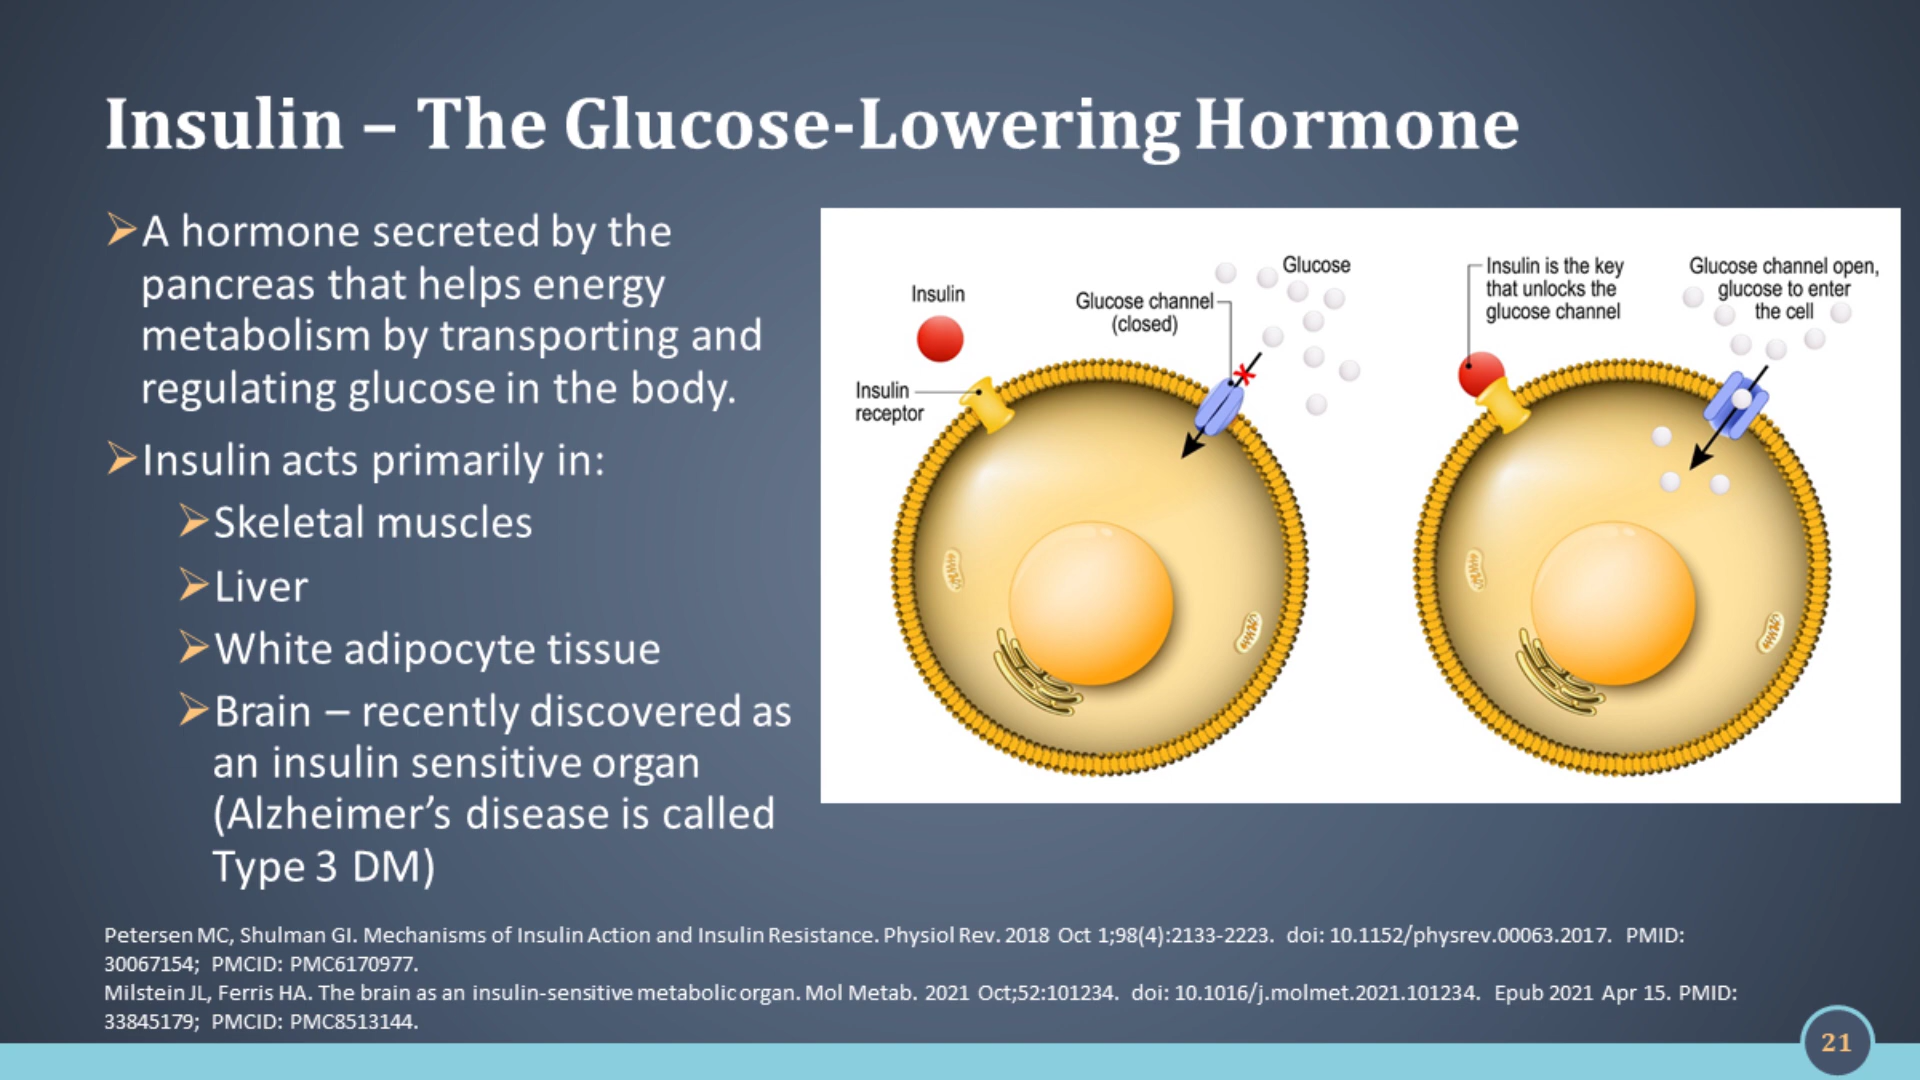 Insulin – The Glucose-Lowering Hormone
A hormone secreted by the
pancreas that helps energy
metabolism by transporting and
regulating glucose in the body.
Insulin acts primarily in:
Skeletal muscles
Liver
White adipocyte tissue
Brain – recently discovered as
an insulin sensitive organ
(Alzheimer’s disease is called
Type 3 DM)
Insulin
Insulin
receptor
Glucose channel
(closed)
Glucose
Insulin is the key
that unlocks the
glucose channel
Glucose channel open,
glucose to enter
the cell
Petersen MC, Shulman GI. Mechanisms of Insulin Action and Insulin Resistance. Physiol Rev. 2018 Oct 1;98(4):2133-2223. doi: 10.1152/physrev.00063.2017. PMID:
30067154; PMCID: PMC6170977.
Milstein JL, Ferris HA. The brain as an insulin-sensitive metabolic organ. Mol Metab. 2021 Oct;52:101234. doi: 10.1016/j.molmet.2021.101234. Epub 2021 Apr 15. PMID:
33845179; PMCID: PMC8513144.
21